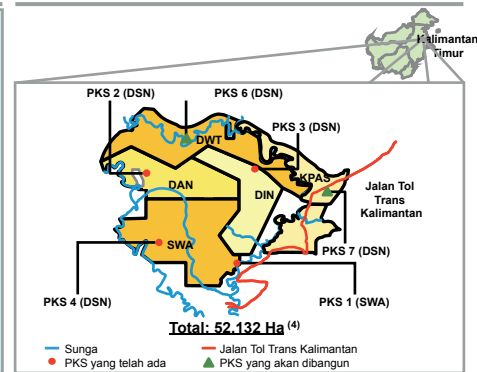 Kalimantan
Timur
PKS 2 (DSN)
PKS 6 (DSN)
PKS 3 (DSN)
DWT
KPAS
DAN
DIN
Jalan Tol
Trans
Kalimantan
SWA
PKS 7 (DSN)
PKS 4 (DSN)
PKS 1 (SWA)
Total: 52.132 Ha (4)
Sunga
Jalan Tol Trans Kalimantan
PKS yang telah ada
PKS yang akan dibangun